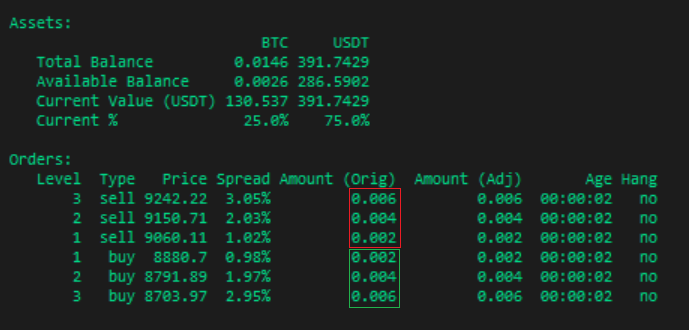 Assets:
BTC USDT
Total Balance 0.0146 391.7429
Available Balance 0.0026 286.5902
Current Value (USDT) 130.537 391.7429
Current % 25.0% 75.0%
Orders:
Level Type Price Spread Amount (Orig) Amount (Adj) Age Hang
3 sell 9242.22 3.05% 0.006 0.006 00:00:02 no
2 sell 9150.71 2.03% 0.004 0.004 00:00:02 no
1 sell 9060.11 1.02% 0.002 0.002 00:00:02 no
1 buy 8880.7 0.98% 0.002 0.002 00:00:02 no
2 buy 8791.89 1.97% 0.004 0.004 00:00:02 no
3 buy 8703.97 2.95% 0.006 0.006 00:00:02 no